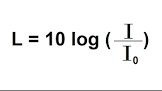 L = 10 log ( I / I₀ )